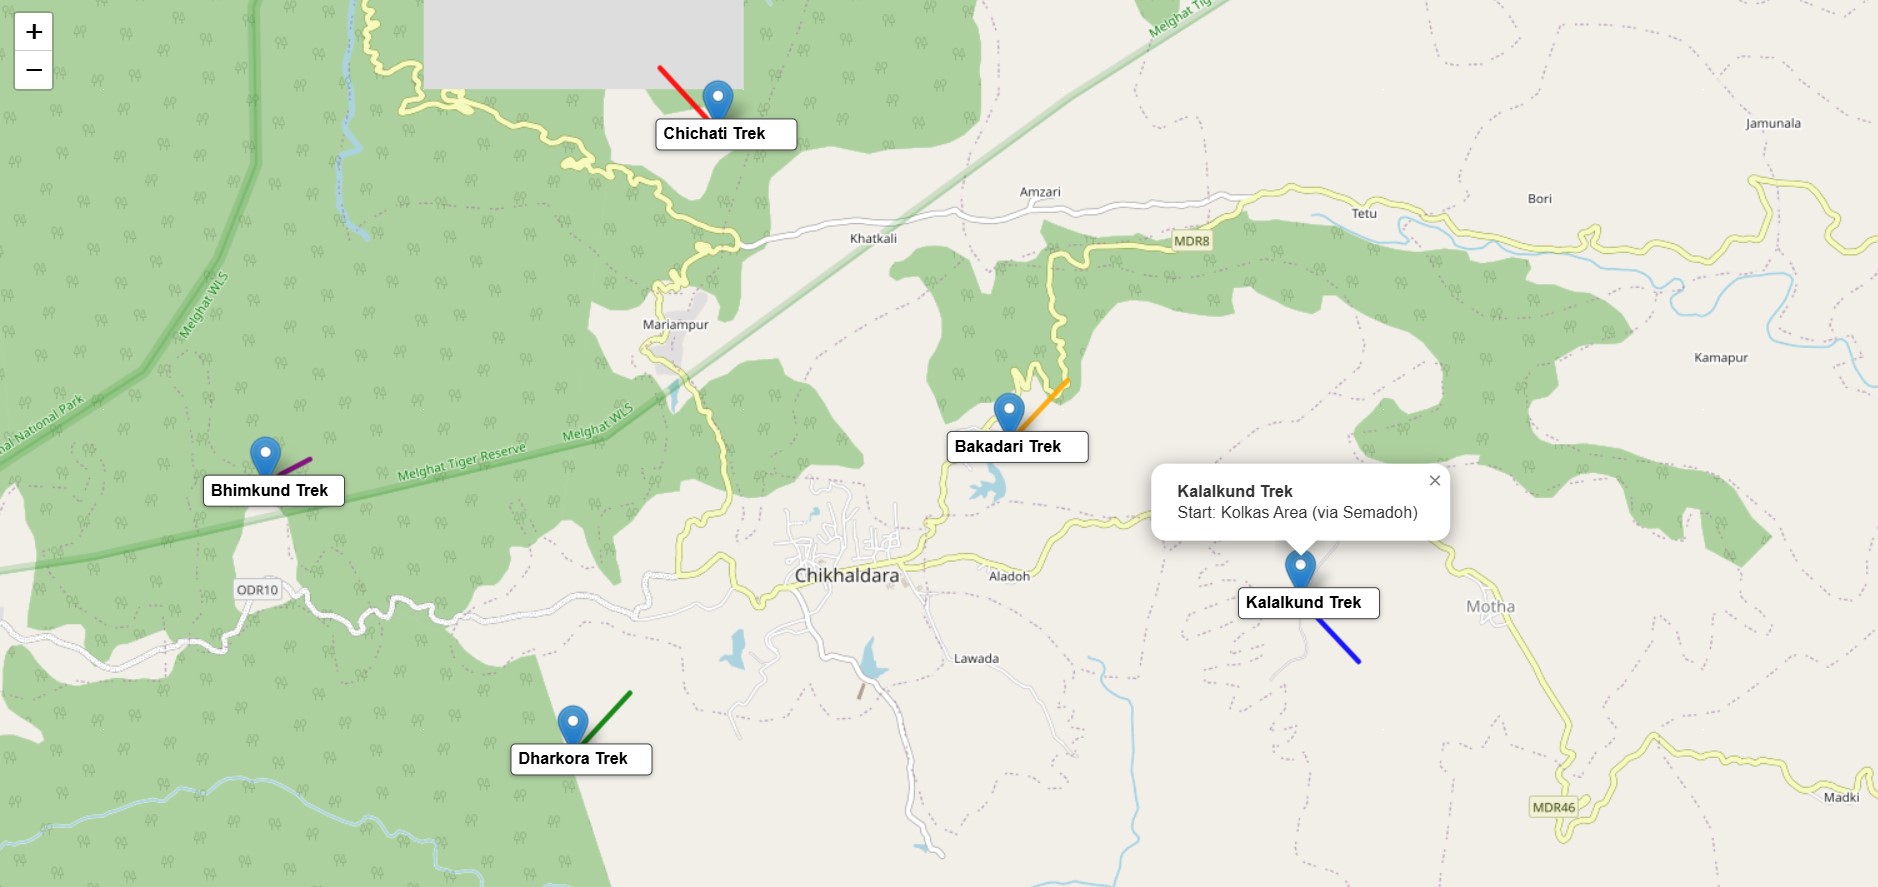 +
−
Melghat Tig
Chichati Trek
Jamunala
Amzari
Bori
Tetu
Khatkali
MDR8
Melghat WLS
Mariampur
Kamapur
nal National Park
Melghat WLS
Melghat Tiger Reserve
Bakadari Trek
Bhimkund Trek
Kalalkund Trek
×
Start: Kolkas Area (via Semadoh)
Chikhaldara
Aladoh
ODR10
Kalalkund Trek
Motha
Lawada
Dharkora Trek
Madki
MDR46